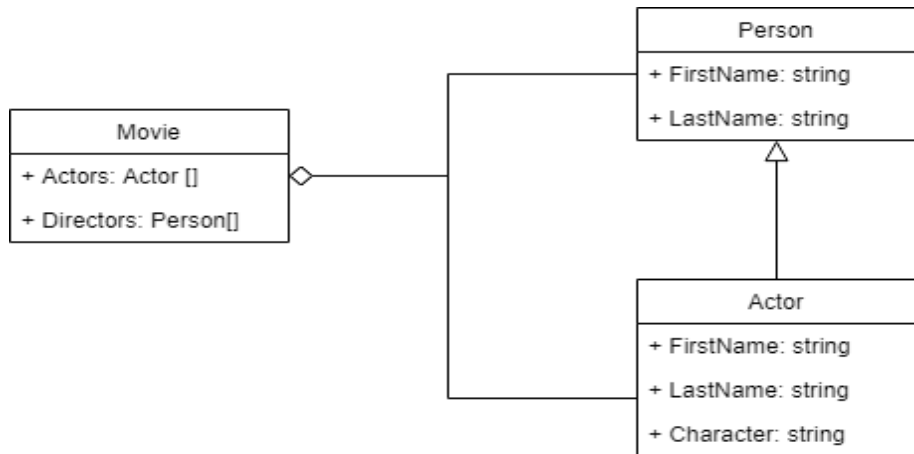 Person
+ FirstName: string
+ LastName: string
Movie
+ Actors: Actor []
+ Directors: Person[]
Actor
+ FirstName: string
+ LastName: string
+ Character: string